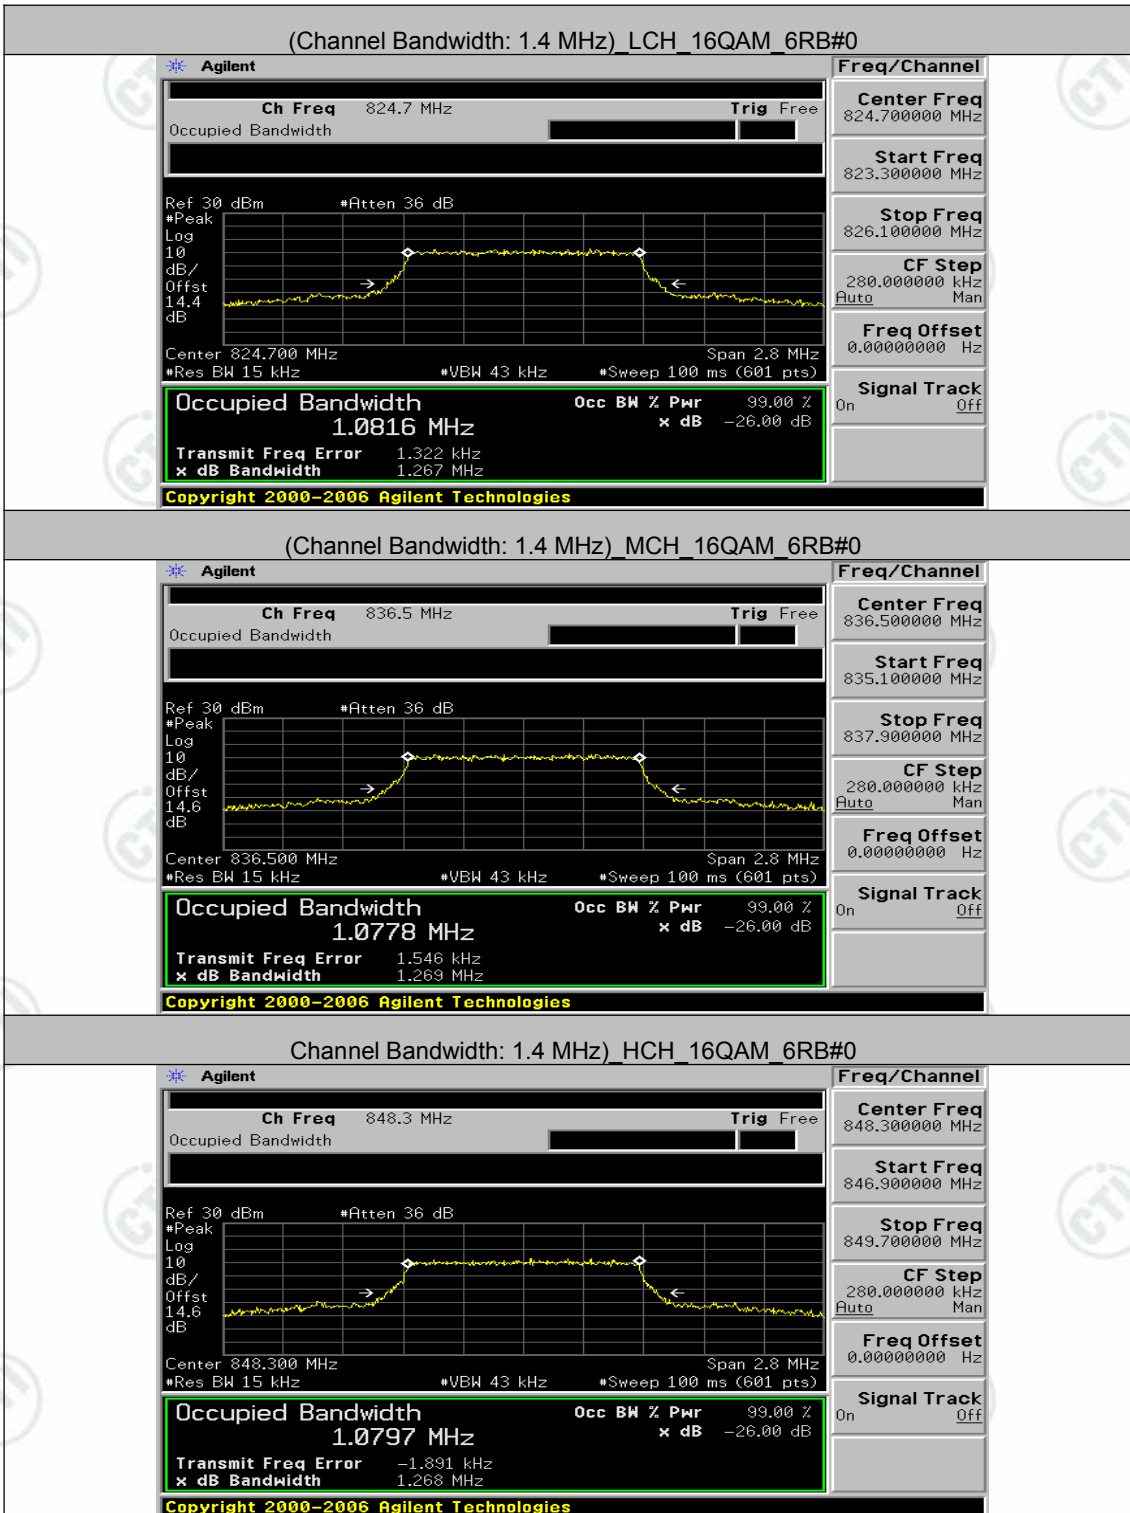 (Channel Bandwidth: 1.4 MHz)_LCH_16QAM_6RB#0
Agilent
Freq/Channel
Ch Freq 824.7 MHz Trig Free
Occupied Bandwidth
Center Freq
824.700000 MHz
Start Freq
823.300000 MHz
Stop Freq
826.100000 MHz
CF Step
280.000000 kHz
Auto Man
Freq Offset
0.00000000 Hz
Signal Track
On Off
Ref 30 dBm #Atten 36 dB
#Peak
Log
10
dB/
Offst
14.4
dB
Center 824.700 MHz Span 2.8 MHz
#Res BW 15 kHz #VBW 43 kHz #Sweep 100 ms (601 pts)
Occupied Bandwidth Occ BW % Pwr 99.00 %
1.0816 MHz x dB -26.00 dB
Transmit Freq Error 1.322 kHz
x dB Bandwidth 1.267 MHz
Copyright 2000-2006 Agilent Technologies
(Channel Bandwidth: 1.4 MHz)_MCH_16QAM_6RB#0
Agilent
Freq/Channel
Ch Freq 836.5 MHz Trig Free
Occupied Bandwidth
Center Freq
836.500000 MHz
Start Freq
835.100000 MHz
Stop Freq
837.900000 MHz
CF Step
280.000000 kHz
Auto Man
Freq Offset
0.00000000 Hz
Signal Track
On Off
Ref 30 dBm #Atten 36 dB
#Peak
Log
10
dB/
Offst
14.6
dB
Center 836.500 MHz Span 2.8 MHz
#Res BW 15 kHz #VBW 43 kHz #Sweep 100 ms (601 pts)
Occupied Bandwidth Occ BW % Pwr 99.00 %
1.0778 MHz x dB -26.00 dB
Transmit Freq Error 1.546 kHz
x dB Bandwidth 1.269 MHz
Copyright 2000-2006 Agilent Technologies
Channel Bandwidth: 1.4 MHz)_HCH_16QAM_6RB#0
Agilent
Freq/Channel
Ch Freq 848.3 MHz Trig Free
Occupied Bandwidth
Center Freq
848.300000 MHz
Start Freq
846.900000 MHz
Stop Freq
849.700000 MHz
CF Step
280.000000 kHz
Auto Man
Freq Offset
0.00000000 Hz
Signal Track
On Off
Ref 30 dBm #Atten 36 dB
#Peak
Log
10
dB/
Offst
14.6
dB
Center 848.300 MHz Span 2.8 MHz
#Res BW 15 kHz #VBW 43 kHz #Sweep 100 ms (601 pts)
Occupied Bandwidth Occ BW % Pwr 99.00 %
1.0797 MHz x dB -26.00 dB
Transmit Freq Error -1.891 kHz
x dB Bandwidth 1.268 MHz
Copyright 2000-2006 Agilent Technologies
CTI
CTI
CTI
CTI
CTI
CTI
CTI
CTI